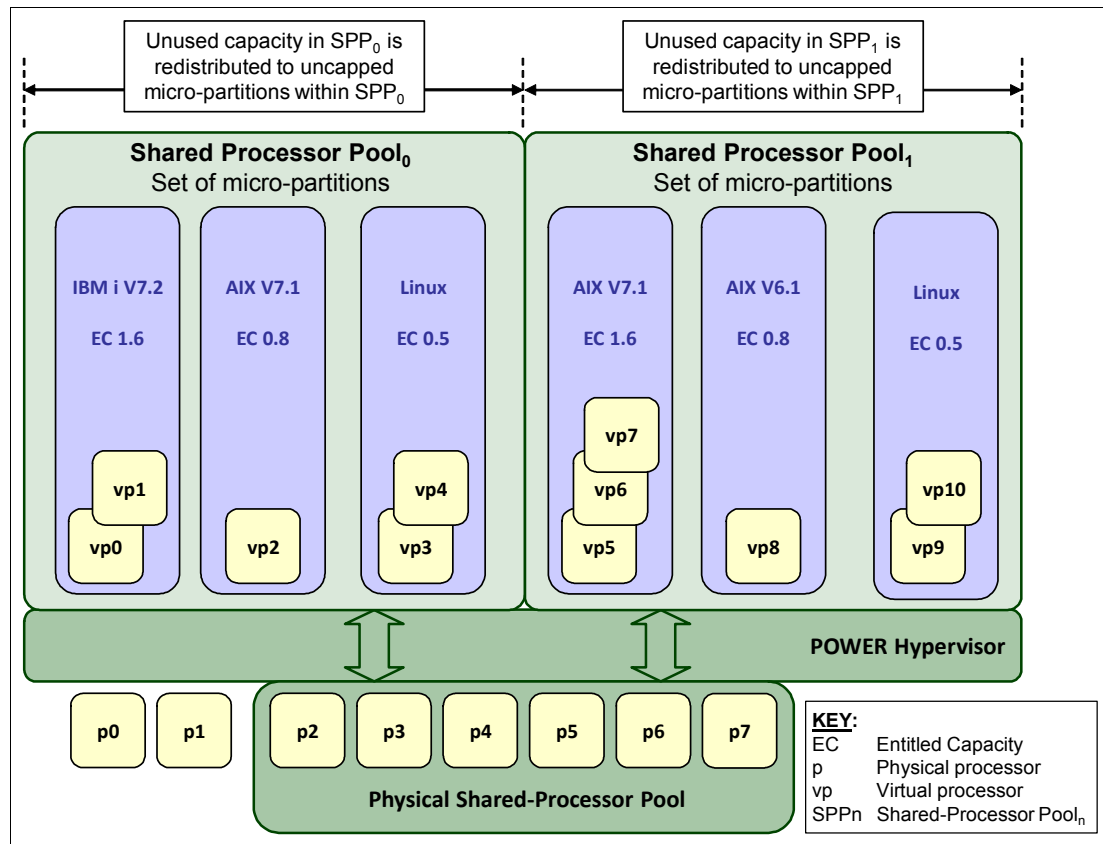 Unused capacity in SPP₀ is
redistributed to uncapped
micro-partitions within SPP₀
Unused capacity in SPP₁ is
redistributed to uncapped
micro-partitions within SPP₁
Shared Processor Pool₀
Set of micro-partitions
Shared Processor Pool₁
Set of micro-partitions
IBM i V7.2
EC 1.6
AIX V7.1
EC 0.8
Linux
EC 0.5
AIX V7.1
EC 1.6
AIX V6.1
EC 0.8
Linux
EC 0.5
vp1
vp0
vp2
vp4
vp3
vp7
vp6
vp5
vp8
vp10
vp9
POWER Hypervisor
p0
p1
p2
p3
p4
p5
p6
p7
Physical Shared-Processor Pool
KEY:
EC Entitled Capacity
p Physical processor
vp Virtual processor
SPPn Shared-Processor Poolₙ